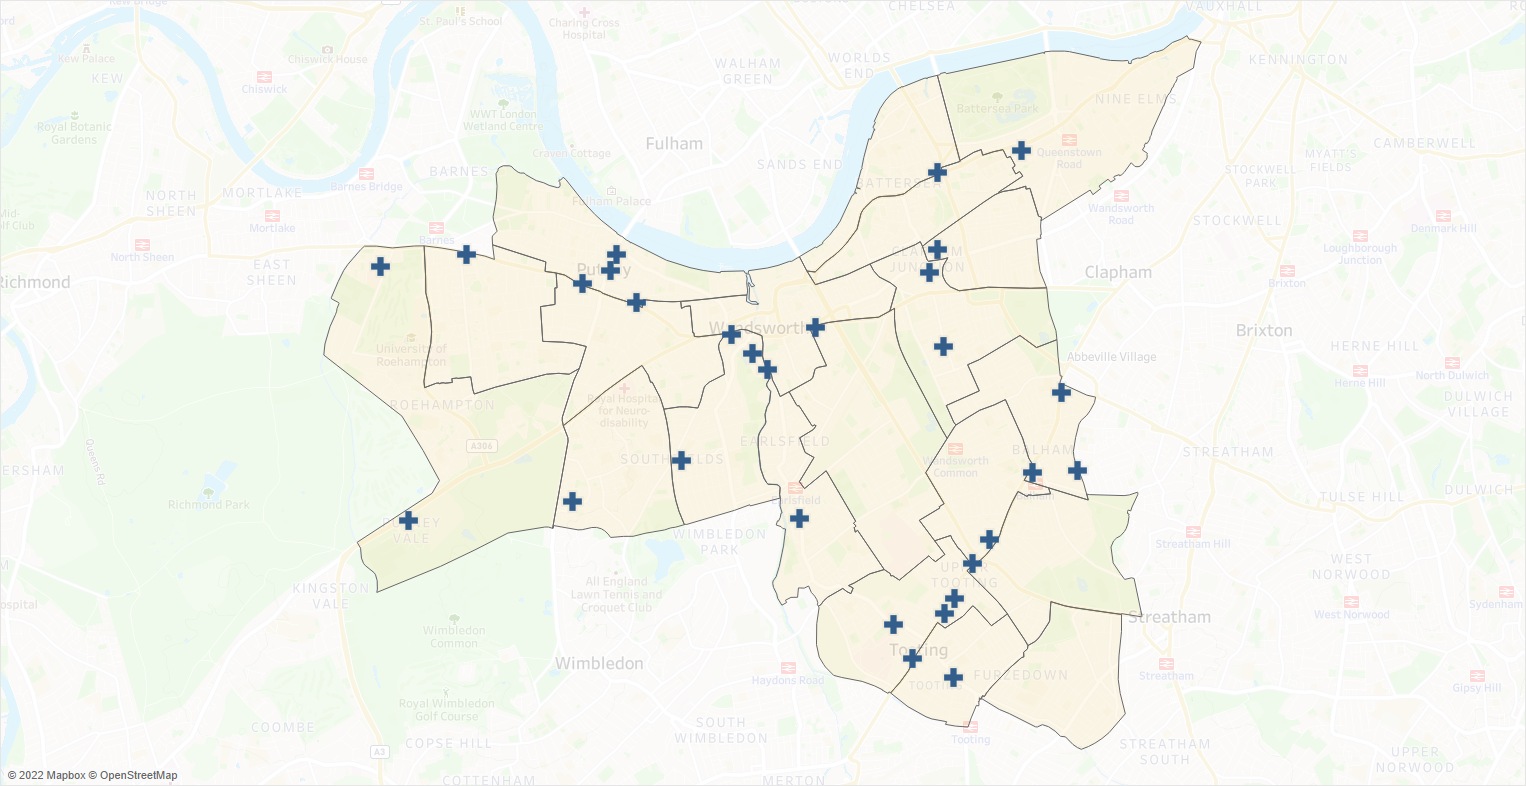 New Bridge
CHELSEA
VAUXHALL
St. Paul's
School
Charing Cross
Hospital
Kew Palace
KEW
Chiswick House
WORLDS
END
KENNINGTON
WALHAM
GREEN
Chiswick
Battersea Park
NINE ELMS
WWT London
Wetland Centre
Royal Botanic
Gardens
Fulham
CAMBERWELL
Craven Cottage
SANDS END
Queenstown
Road
MYATT'S
FIELDS
STOCKWELL
PARK
BARNES
Barnes Bridge
BATTERSEA
MORTLAKE
NORTH
SHEEN
Fulham Palace
Wandsworth
Road
STOCKWELL
Mortlake
Barnes
Denmark Hill
Loughborough
Junction
North Sheen
EAST
SHEEN
CLAPHAM
JUNCTION
Putney
Clapham
Brixton
Richmond
Wandsworth
Brixton
University of
Roehampton
Abbeville Village
HERNE HILL
Herne Hill
North Dulwich
Royal Hospital
for Neuro-
disability
ROEHAMPTON
DULWICH
VILLAGE
A306
EARLSFIELD
SOUTHFIELDS
BALHAM
Wandsworth
Common
STREATHAM
PETERSHAM
Queens Rd
Richmond Park
Earlsfield
Balham
TULSE HILL
DULWICH
PUTNEY
VALE
WIMBLEDON
PARK
Streatham Hill
WEST
NORWOOD
UPPER
TOOTING
KINGSTON
VALE
All England
Lawn Tennis and
Croquet Club
West Norwood
Sydenham
Streatham
Wimbledon
Common
Tooting
Wimbledon
Haydons Road
TOOTING
FURZEDOWN
Streatham
Gipsy Hill
Royal Wimbledon
Golf Course
COOMBE
COPSE HILL
A3
SOUTH
WIMBLEDON
Tooting
STREATHAM
SOUTH
UPPER
NORWOOD
COTTENHAM
MERTON
© 2022 Mapbox © OpenStreetMap